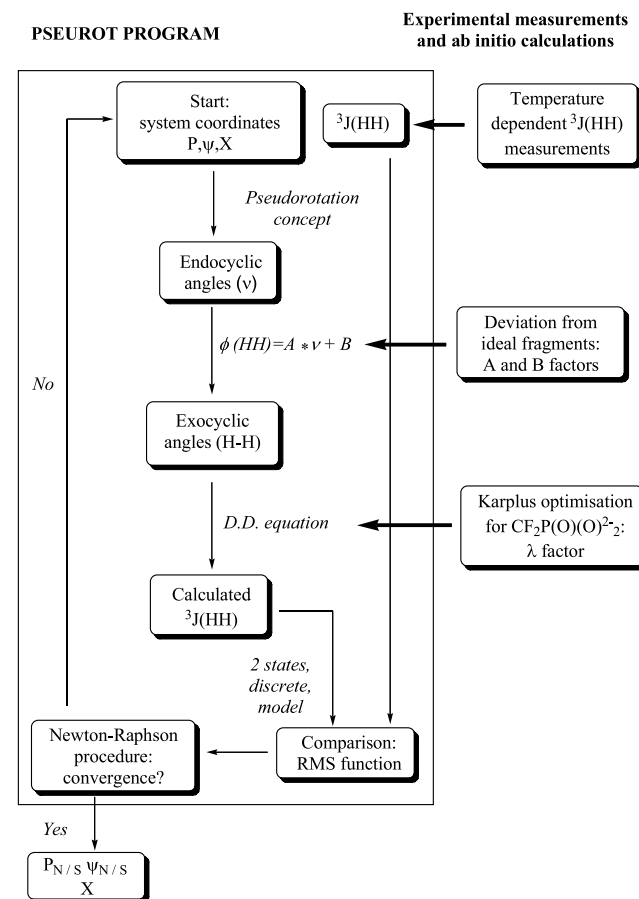 PSEUROT PROGRAM
Experimental measurements
and ab initio calculations
Start:
system coordinates
P,ψ,X
³J(HH)
Temperature
dependent ³J(HH)
measurements
Pseudorotation
concept
Endocyclic
angles (ν)
ϕ (HH)=A * ν + B
Deviation from
ideal fragments:
A and B factors
No
Exocyclic
angles (H-H)
D.D. equation
Karplus optimisation
for CF₂P(O)(O)²⁻₂:
λ factor
Calculated
³J(HH)
2 states,
discrete,
model
Newton-Raphson
procedure:
convergence?
Comparison:
RMS function
Yes
P N / S ψ N / S
X